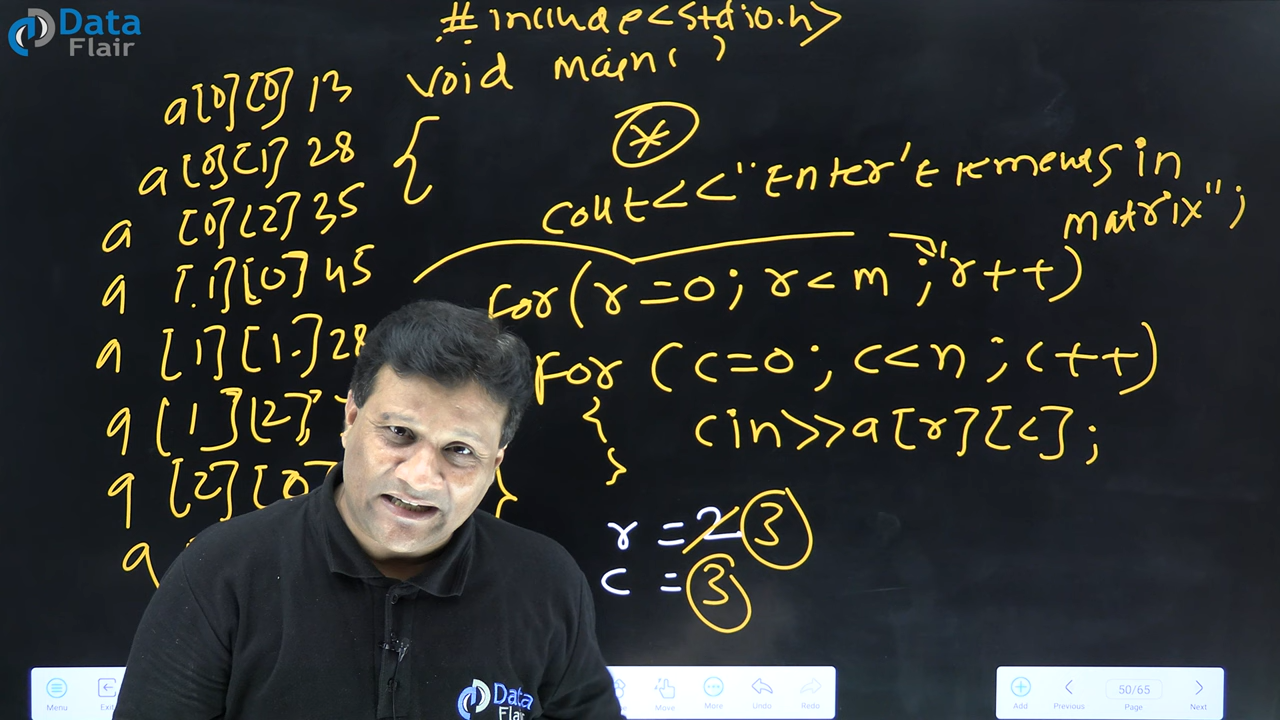 Data
Flair
#include<stdio.h>
void main( )
{
a[0][0] 13
a[0][1] 28
a [0][2] 35
a [1][0] 45
a [1][1] 28
a [1][2]
a [2][0]
a
*
cout<<"Enter Elements in
matrix";
for(r=0; r<m ; r++)
for (c=0; c<n ; c++)
{
cin>>a[r][c];
}
}
r = 2 3
c = 3
Data
Flair
Menu
Move
More
Undo
Redo
Add
Previous
50/65
Page
Next